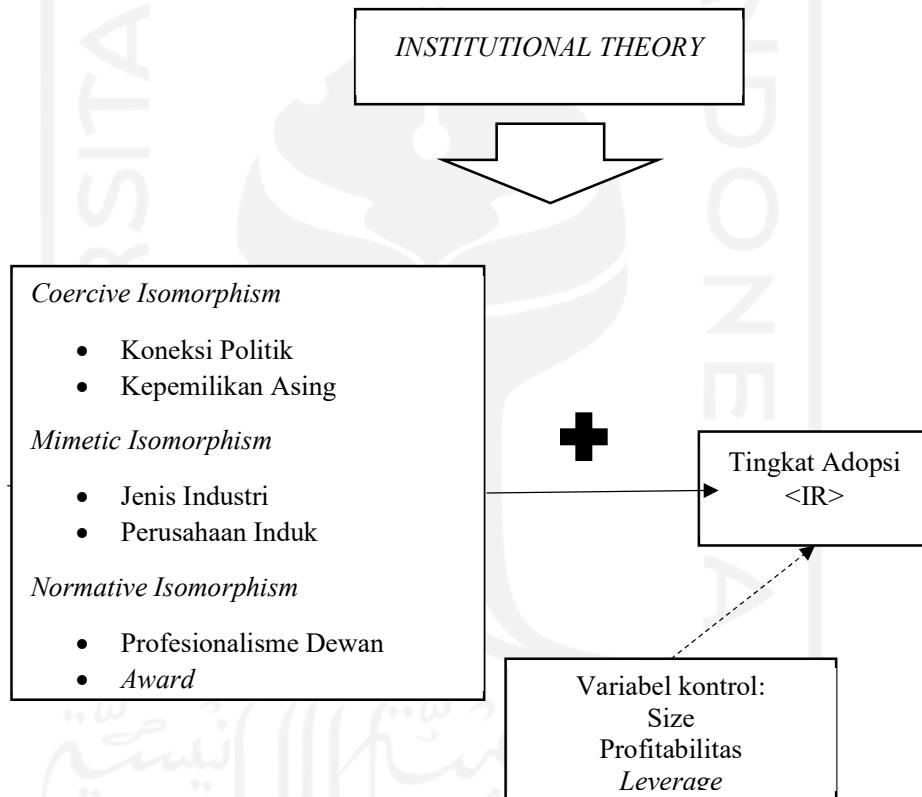 INSTITUTIONAL THEORY
Coercive Isomorphism
• Koneksi Politik
• Kepemilikan Asing
Mimetic Isomorphism
• Jenis Industri
• Perusahaan Induk
Normative Isomorphism
• Profesionalisme Dewan
• Award
Tingkat Adopsi
<IR>
Variabel kontrol:
Size
Profitabilitas
Leverage